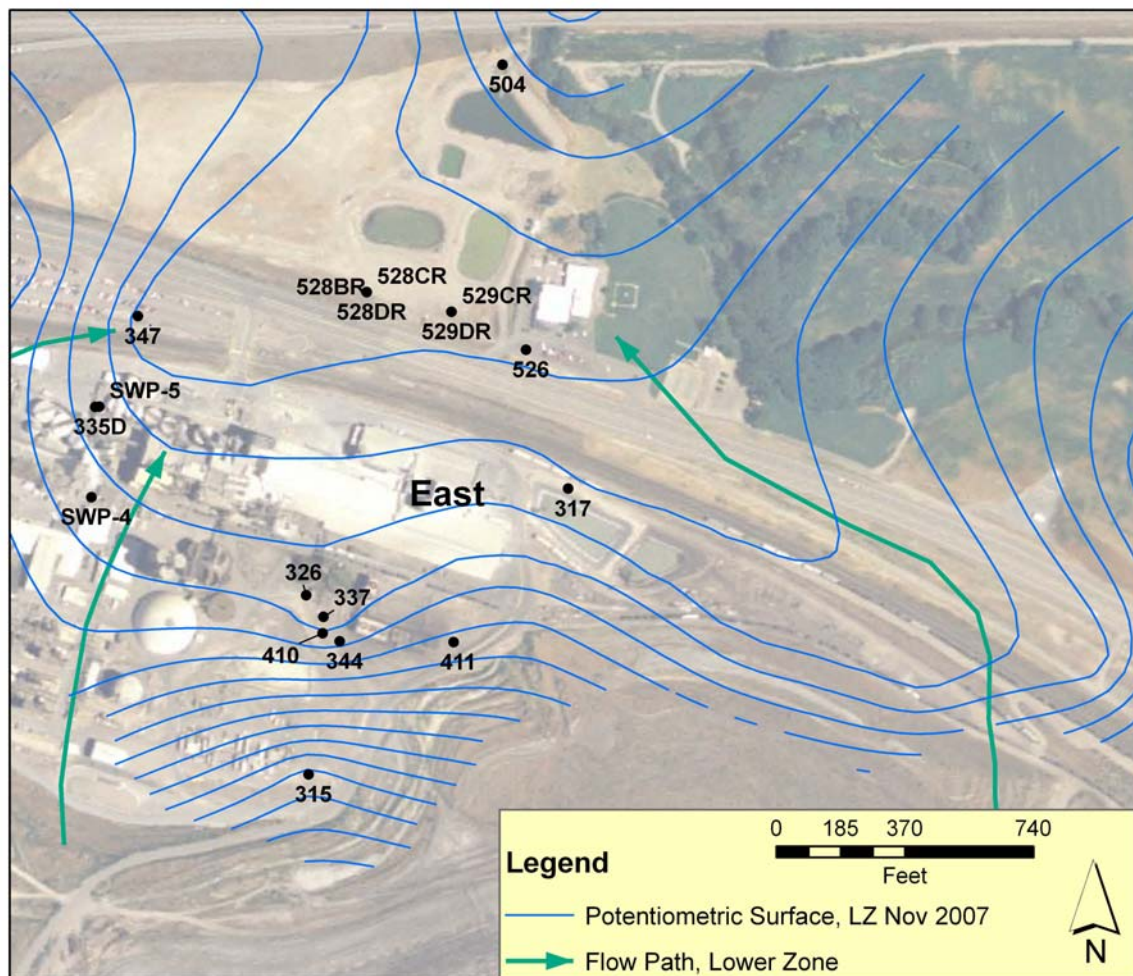 504
528BR
528CR
528DR
529CR
529DR
347
526
SWP-5
335D
East
317
SWP-4
326
337
410
344
411
315
0 185 370 740
Feet
Legend
Potentiometric Surface, LZ Nov 2007
Flow Path, Lower Zone
N